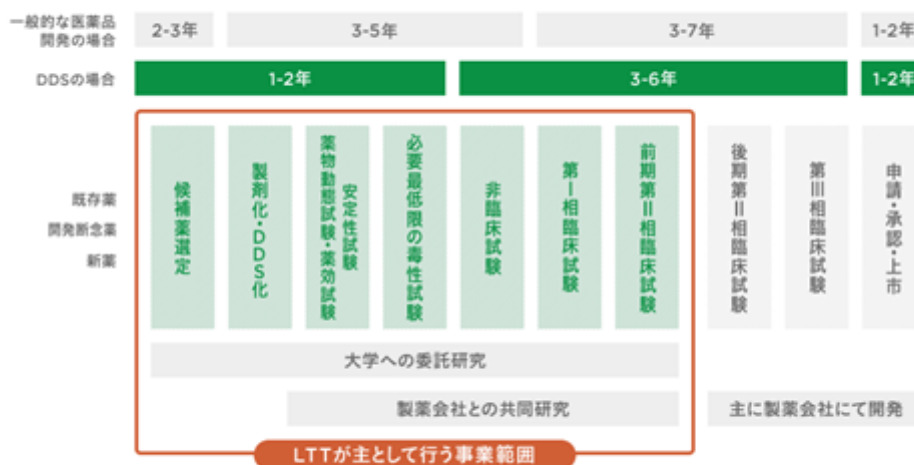 一般的な医薬品
開発の場合
2-3年
3-5年
3-7年
1-2年
DDSの場合
1-2年
3-6年
1-2年
既存薬
開発断念薬
新薬
候補薬選定
製剤化・DDS化
安定性試験
薬物動態試験・薬効試験
必要最低限の毒性試験
非臨床試験
第Ⅰ相臨床試験
前期第Ⅱ相臨床試験
後期第Ⅱ相臨床試験
第Ⅲ相臨床試験
申請・承認・上市
大学への委託研究
製薬会社との共同研究
主に製薬会社にて開発
LTTが主として行う事業範囲